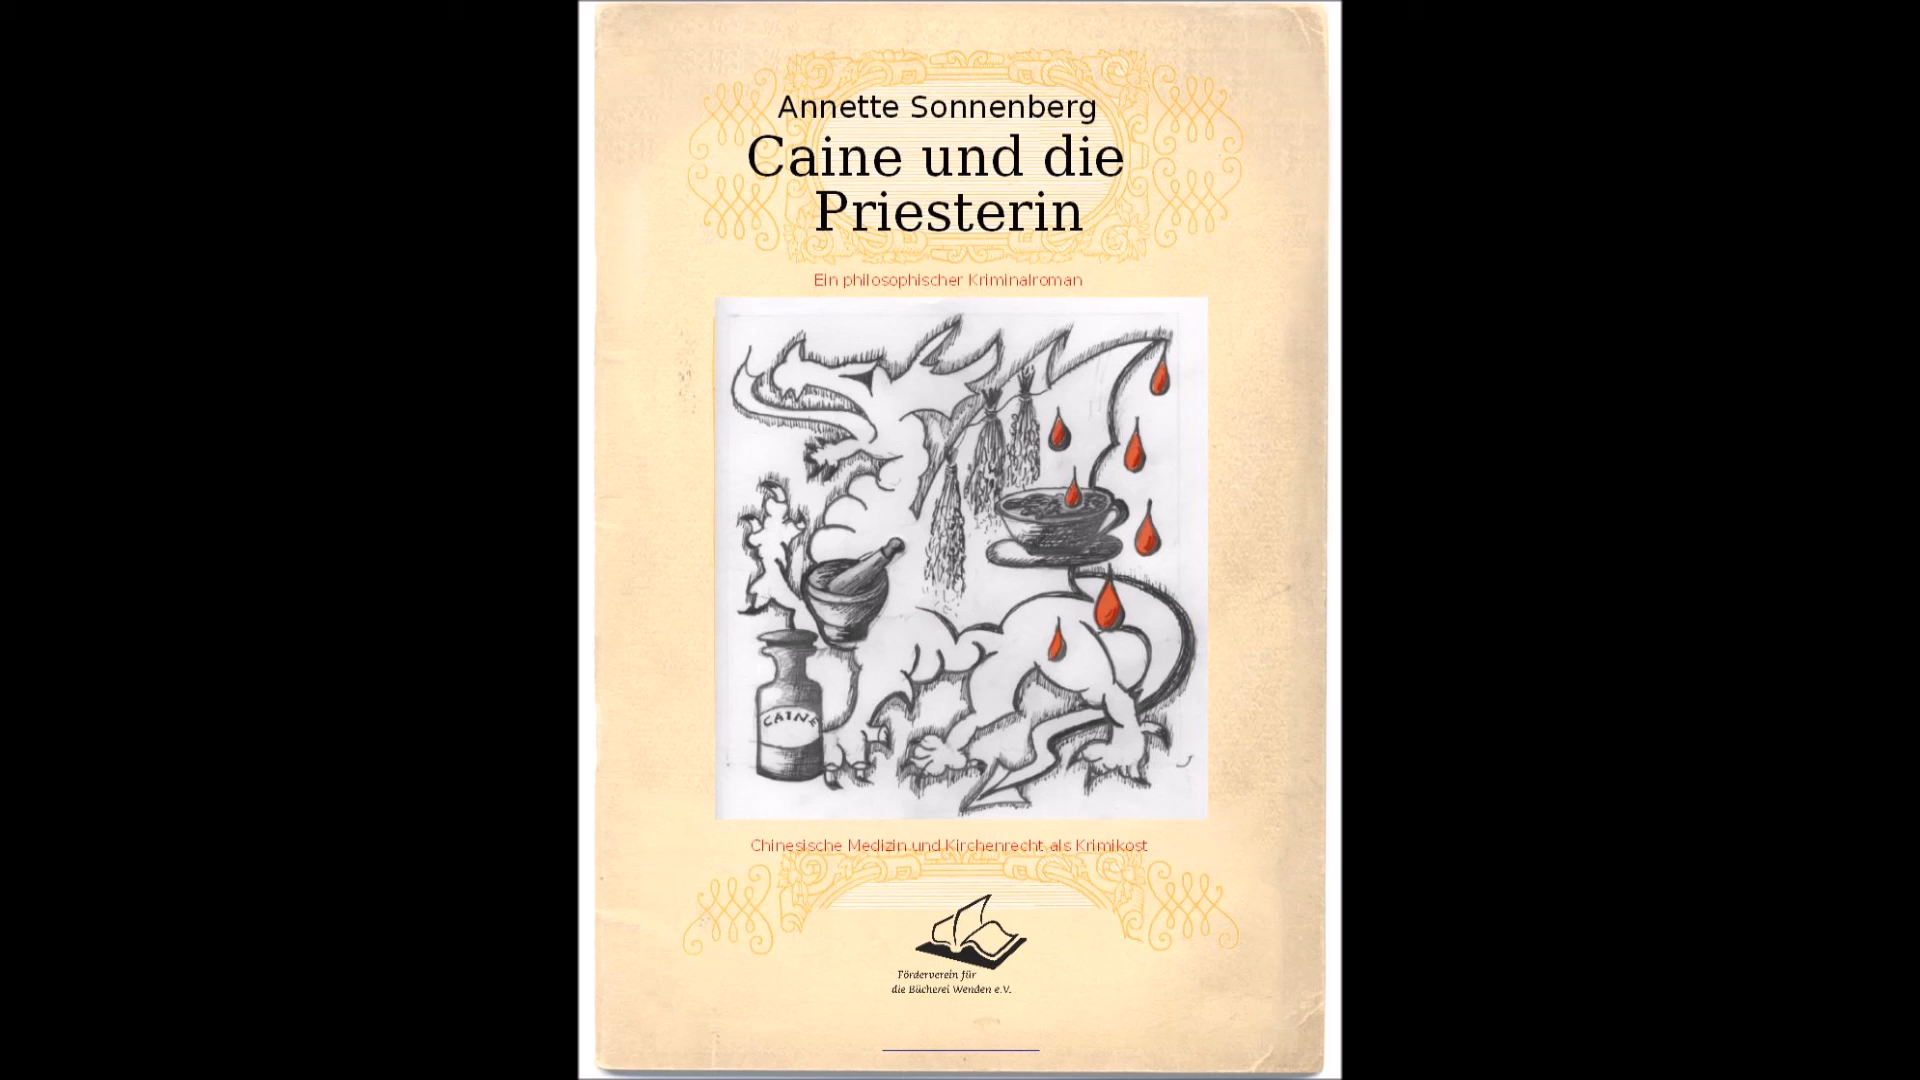 Annette Sonnenberg
Caine und die
Priesterin
Ein philosophischer Kriminalroman
CAINE
Chinesische Medizin und Kirchenrecht als Krimikost
Förderverein für
die Bücherei Wenden e.V.